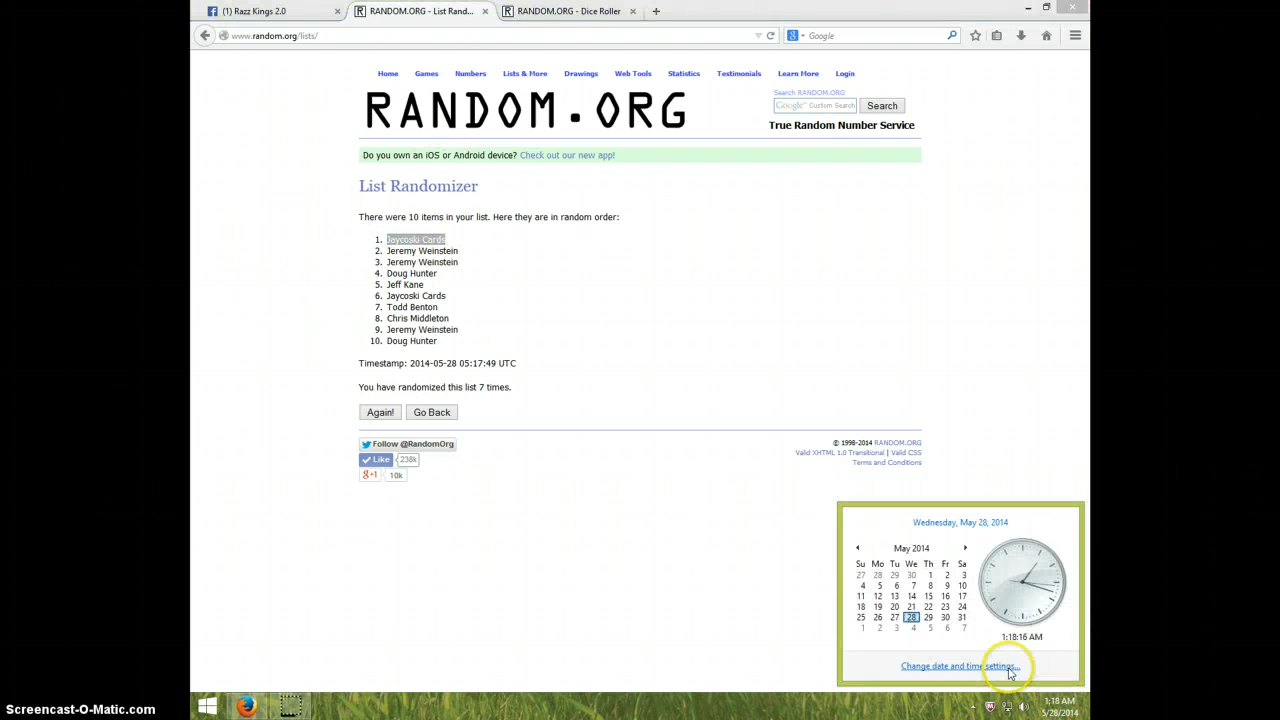 (1) Razz Kings 2.0
RANDOM.ORG - List Rand...
RANDOM.ORG - Dice Roller
www.random.org/lists/
Google
Home Games Numbers Lists & More Drawings Web Tools Statistics Testimonials Learn More Login
RANDOM.ORG
Search RANDOM.ORG
Google™ Custom Search
Search
True Random Number Service
Do you own an iOS or Android device? Check out our new app!
List Randomizer
There were 10 items in your list. Here they are in random order:
1. Jaycoski Cards
2. Jeremy Weinstein
3. Jeremy Weinstein
4. Doug Hunter
5. Jeff Kane
6. Jaycoski Cards
7. Todd Benton
8. Chris Middleton
9. Jeremy Weinstein
10. Doug Hunter
Timestamp: 2014-05-28 05:17:49 UTC
You have randomized this list 7 times.
Again! Go Back
Follow @RandomOrg
Like 238k
g+1 10k
© 1998-2014 RANDOM.ORG
Valid XHTML 1.0 Transitional | Valid CSS
Terms and Conditions
Wednesday, May 28, 2014
May 2014
Su Mo Tu We Th Fr Sa
27 28 29 30 1 2 3
4 5 6 7 8 9 10
11 12 13 14 15 16 17
18 19 20 21 22 23 24
25 26 27 28 29 30 31
1 2 3 4 5 6 7
1:18:16 AM
Change date and time settings...
1:18 AM
5/28/2014
Screencast-O-Matic.com